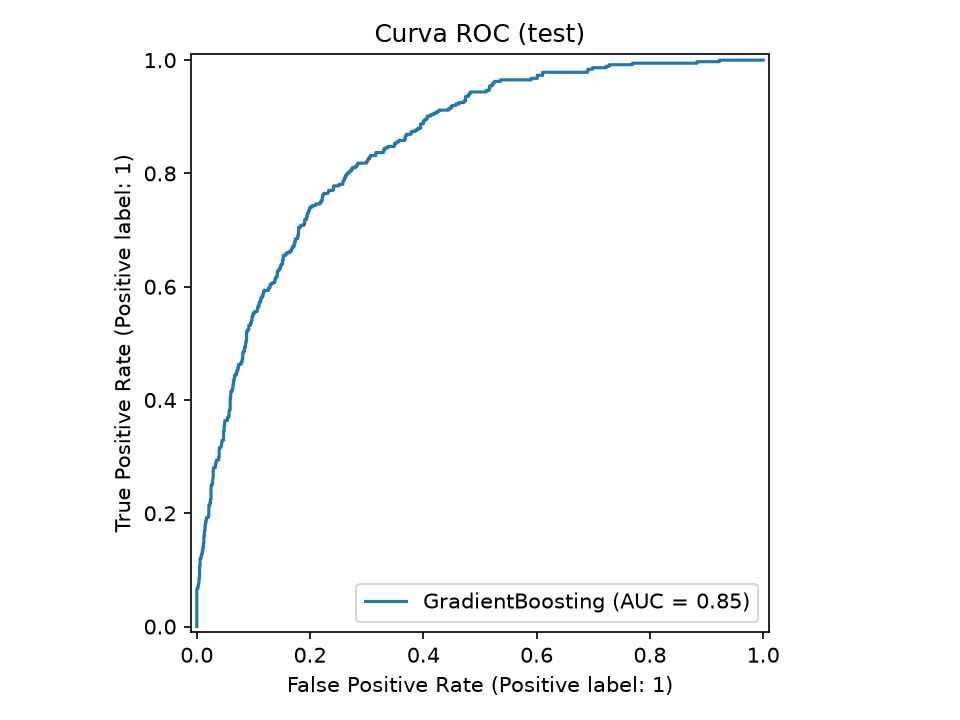 Curva ROC (test)
True Positive Rate (Positive label: 1)
1.0
0.8
0.6
0.4
0.2
0.0
GradientBoosting (AUC = 0.85)
0.0 0.2 0.4 0.6 0.8 1.0
False Positive Rate (Positive label: 1)